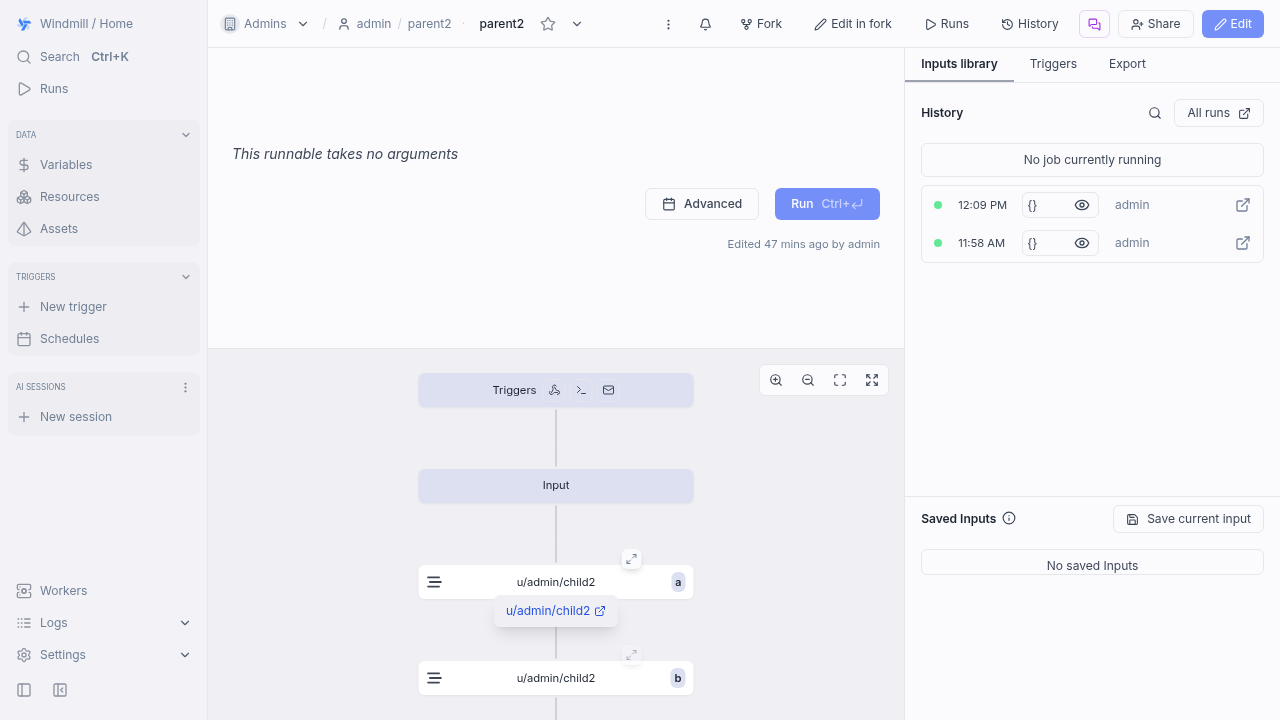 Windmill / Home
Search Ctrl+K
Runs
DATA
Variables
Resources
Assets
TRIGGERS
New trigger
Schedules
AI SESSIONS
New session
Workers
Logs
Settings
Admins / admin / parent2 · parent2
Fork
Edit in fork
Runs
History
Share
Edit
This runnable takes no arguments
Advanced
Run Ctrl+
Edited 47 mins ago by admin
Triggers
Input
u/admin/child2 a
u/admin/child2
u/admin/child2 b
Inputs library
Triggers
Export
History
All runs
No job currently running
12:09 PM {} admin
11:58 AM {} admin
Saved Inputs
Save current input
No saved Inputs